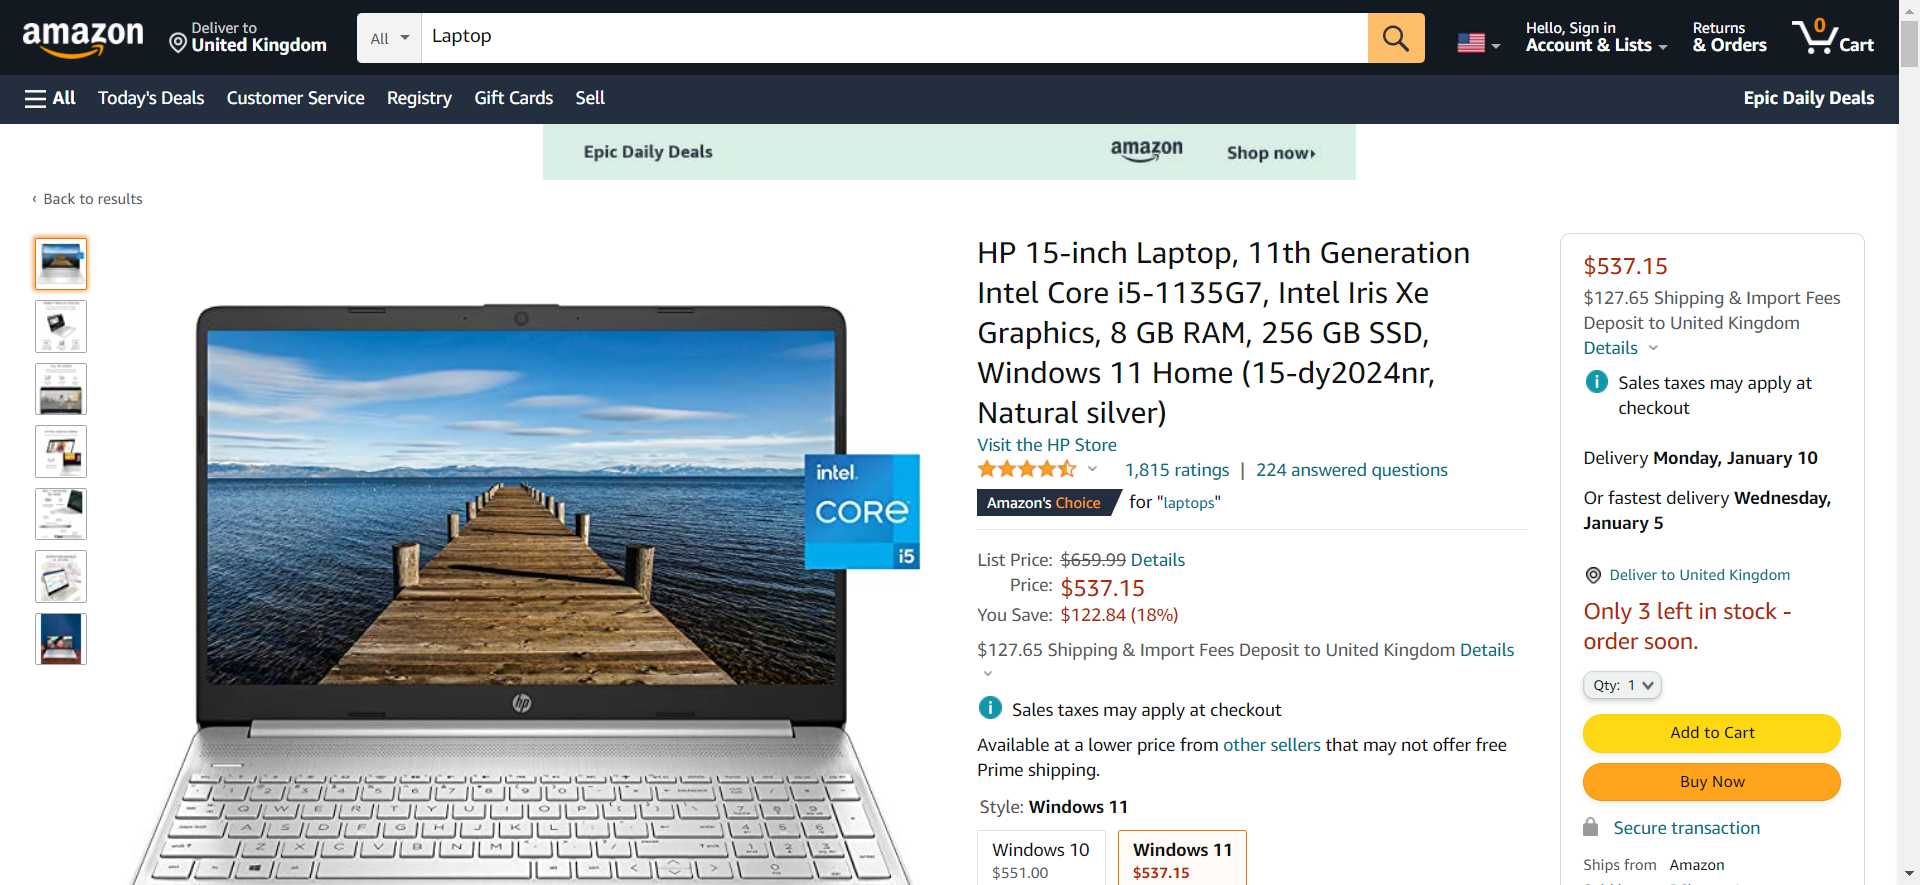 amazon
Deliver to
United Kingdom
All
Laptop
Hello, Sign in
Account & Lists
Returns
& Orders
0
Cart
All
Today's Deals
Customer Service
Registry
Gift Cards
Sell
Epic Daily Deals
Epic Daily Deals
amazon
Shop now
‹ Back to results
HP 15-inch Laptop, 11th Generation
Intel Core i5-1135G7, Intel Iris Xe
Graphics, 8 GB RAM, 256 GB SSD,
Windows 11 Home (15-dy2024nr,
Natural silver)
Visit the HP Store
1,815 ratings | 224 answered questions
Amazon's Choice for "laptops"
intel.
CORE
i5
hp
List Price: $659.99 Details
Price: $537.15
You Save: $122.84 (18%)
$127.65 Shipping & Import Fees Deposit to United Kingdom Details
Sales taxes may apply at checkout
Available at a lower price from other sellers that may not offer free
Prime shipping.
Style: Windows 11
Windows 10
$551.00
Windows 11
$537.15
$537.15
$127.65 Shipping & Import Fees
Deposit to United Kingdom
Details
Sales taxes may apply at
checkout
Delivery Monday, January 10
Or fastest delivery Wednesday,
January 5
Deliver to United Kingdom
Only 3 left in stock -
order soon.
Qty: 1
Add to Cart
Buy Now
Secure transaction
Ships from Amazon